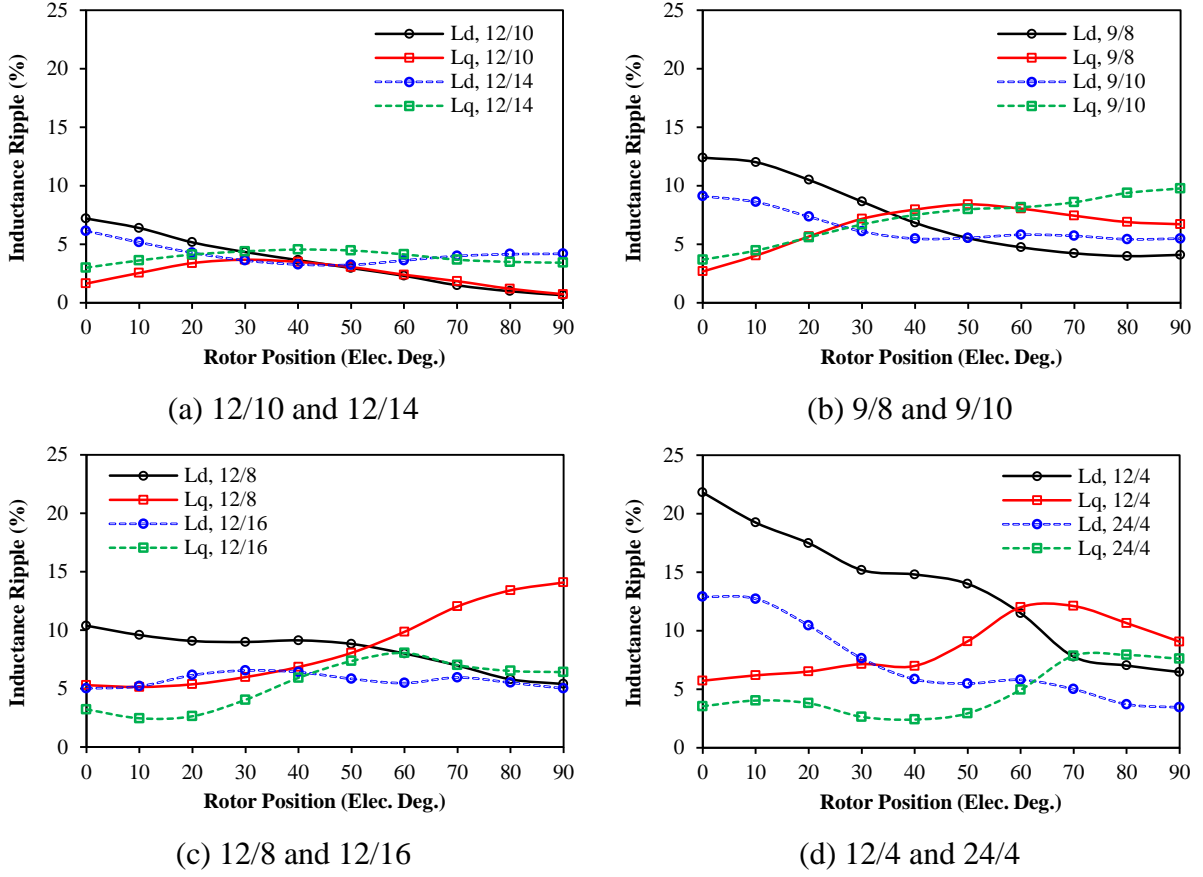 25
20
15
10
5
0
Inductance Ripple (%)
Ld, 12/10
Lq, 12/10
Ld, 12/14
Lq, 12/14
0 10 20 30 40 50 60 70 80 90
Rotor Position (Elec. Deg.)
(a) 12/10 and 12/14
25
20
15
10
5
0
Inductance Ripple (%)
Ld, 9/8
Lq, 9/8
Ld, 9/10
Lq, 9/10
0 10 20 30 40 50 60 70 80 90
Rotor Position (Elec. Deg.)
(b) 9/8 and 9/10
25
20
15
10
5
0
Inductance Ripple (%)
Ld, 12/8
Lq, 12/8
Ld, 12/16
Lq, 12/16
0 10 20 30 40 50 60 70 80 90
Rotor Position (Elec. Deg.)
(c) 12/8 and 12/16
25
20
15
10
5
0
Inductance Ripple (%)
Ld, 12/4
Lq, 12/4
Ld, 24/4
Lq, 24/4
0 10 20 30 40 50 60 70 80 90
Rotor Position (Elec. Deg.)
(d) 12/4 and 24/4